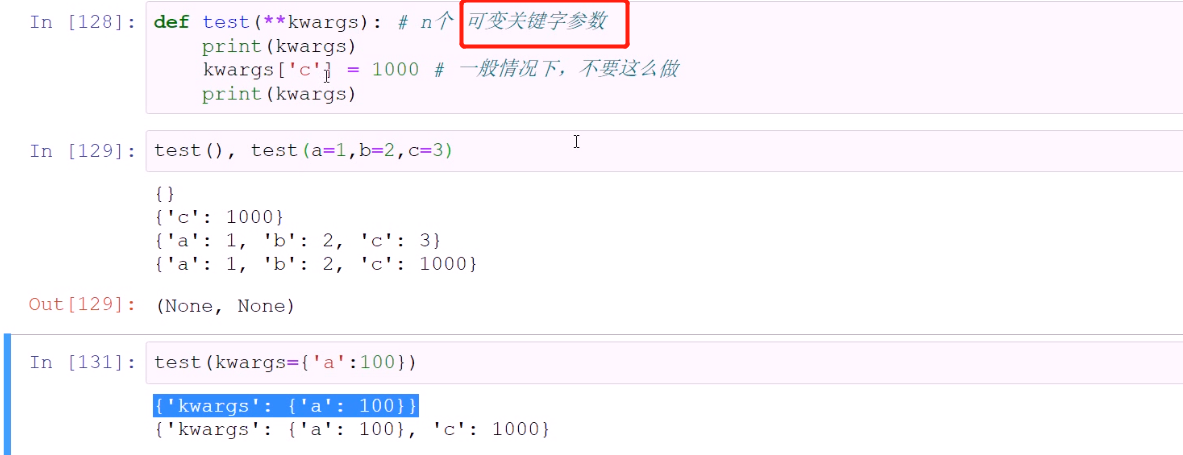 In [128]: def test(**kwargs): # n个 可变关键字参数
print(kwargs)
kwargs['c'] = 1000 # 一般情况下，不要这么做
print(kwargs)
In [129]: test(), test(a=1,b=2,c=3)
{}
{'c': 1000}
{'a': 1, 'b': 2, 'c': 3}
{'a': 1, 'b': 2, 'c': 1000}
Out[129]: (None, None)
In [131]: test(kwargs={'a':100})
{'kwargs': {'a': 100}}
{'kwargs': {'a': 100}, 'c': 1000}